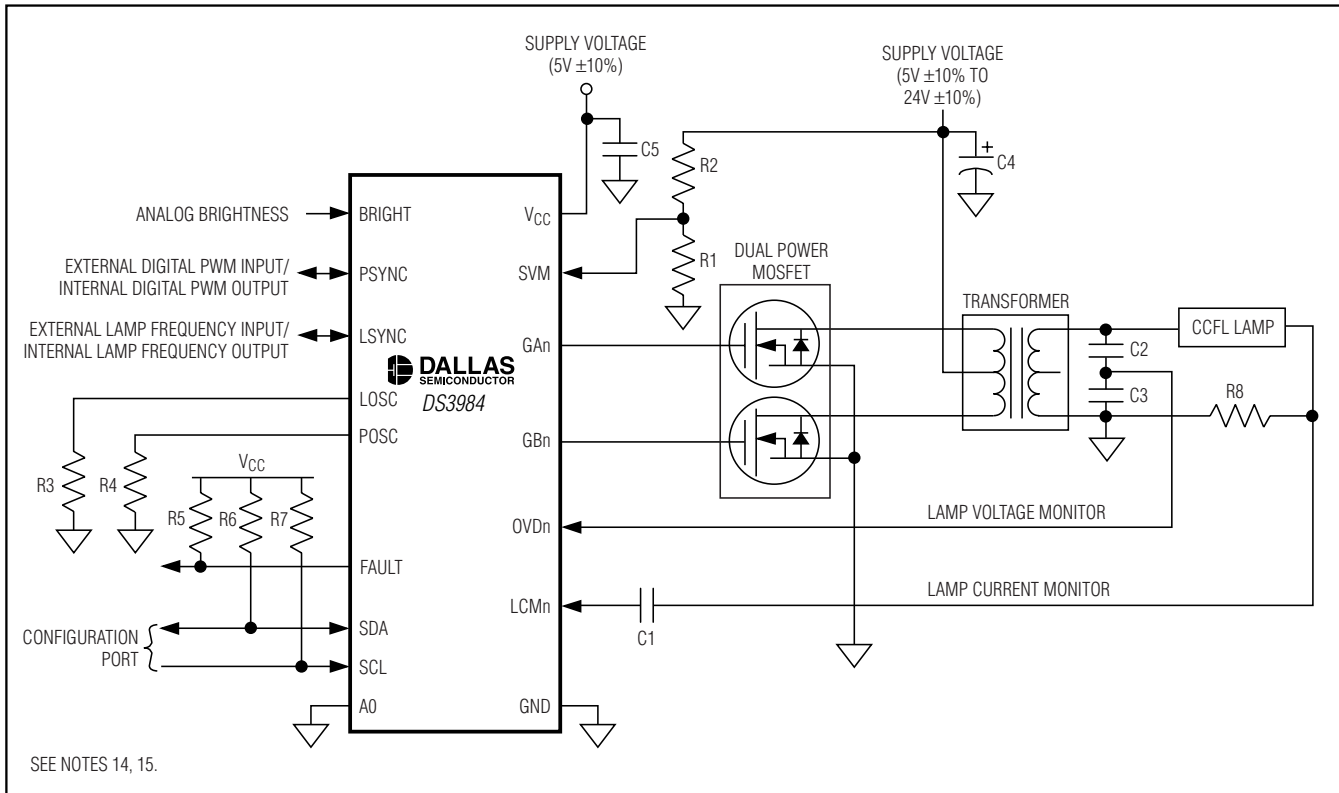 SUPPLY VOLTAGE
(5V ±10%)
SUPPLY VOLTAGE
(5V ±10% TO
24V ±10%)
C5
R2
C4
R1
ANALOG BRIGHTNESS
BRIGHT
VCC
EXTERNAL DIGITAL PWM INPUT/
INTERNAL DIGITAL PWM OUTPUT
PSYNC
SVM
DUAL POWER
MOSFET
EXTERNAL LAMP FREQUENCY INPUT/
INTERNAL LAMP FREQUENCY OUTPUT
LSYNC
TRANSFORMER
CCFL LAMP
GAn
C2
C3
R8
DALLAS
SEMICONDUCTOR
DS3984
LOSC
POSC
GBn
R3
R4
VCC
R5
R6
R7
OVDn
LAMP VOLTAGE MONITOR
FAULT
LCMn
C1
LAMP CURRENT MONITOR
CONFIGURATION
PORT
SDA
SCL
A0
GND
SEE NOTES 14, 15.
+